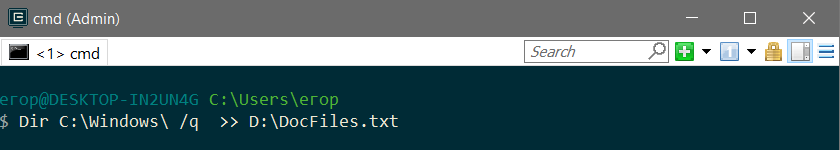 cmd (Admin)
<1> cmd
Search
erop@DESKTOP-IN2UN4G C:\Users\erop
$ Dir C:\Windows\ /q  >> D:\DocFiles.txt